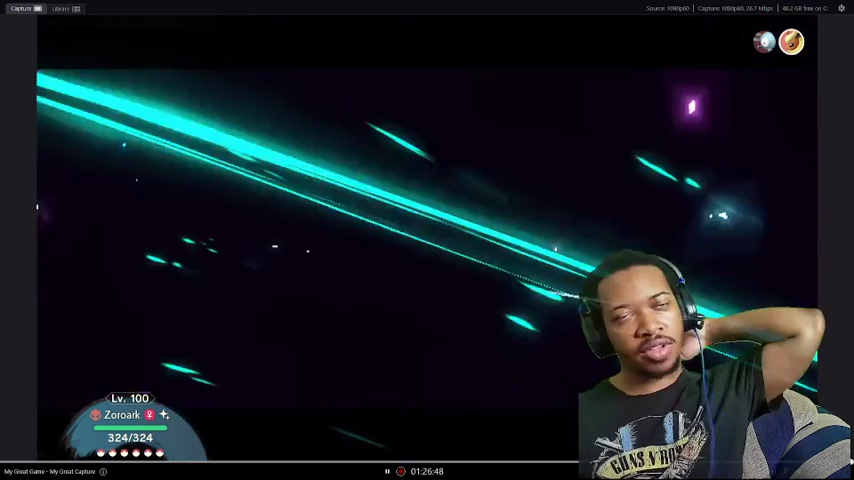 Capture
Library
Source: 1080p60
Capture: 1080p60, 26.7 Mbps
48.2 GB free on C:
Lv. 100
Zoroark
324/324
GUNS N' ROSES
My Great Game - My Great Capture
01:26:48